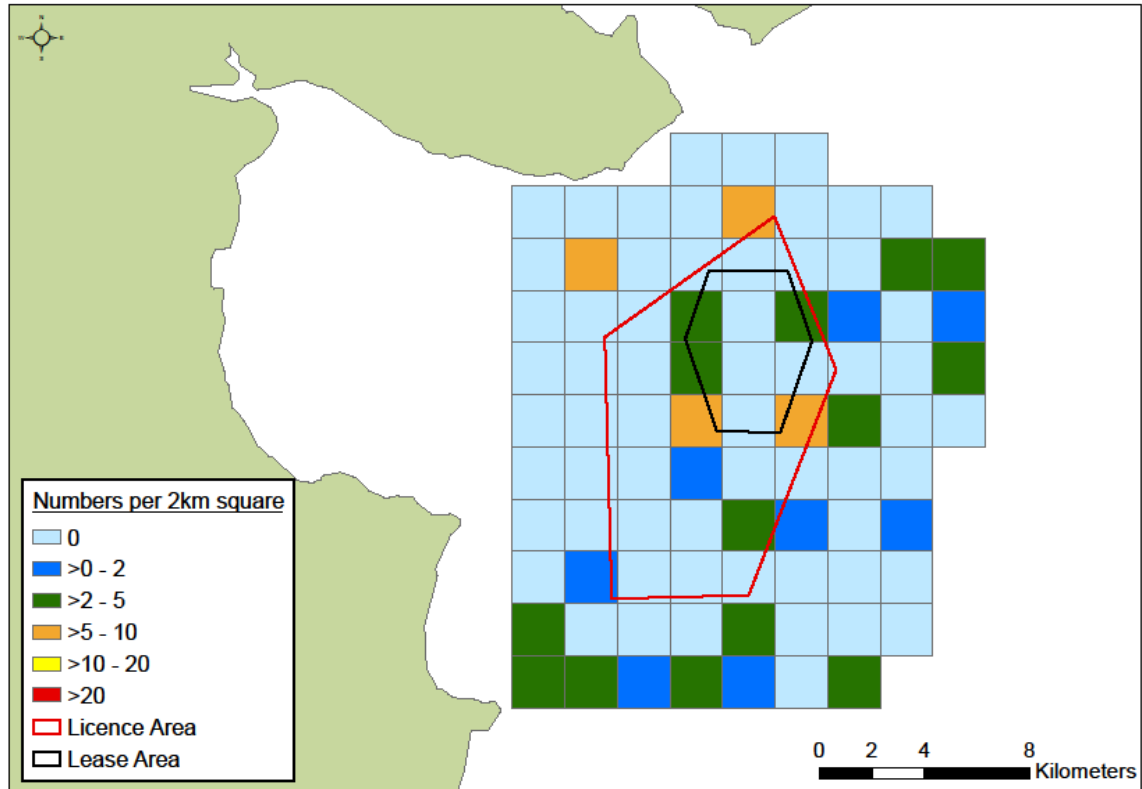 N
W E
S
Numbers per 2km square
0
>0 - 2
>2 - 5
>5 - 10
>10 - 20
>20
Licence Area
Lease Area
0 2 4 8
Kilometers